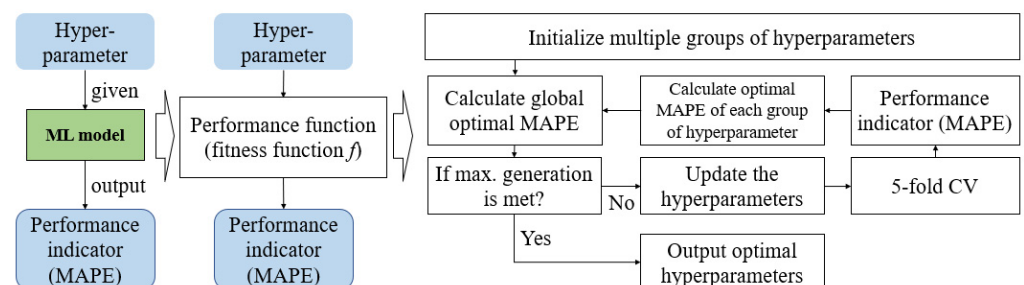 Hyper-
parameter
given
ML model
output
Performance
indicator
(MAPE)
Hyper-
parameter
Performance function
(fitness function f)
Performance
indicator
(MAPE)
Initialize multiple groups of hyperparameters
Calculate global
optimal MAPE
Calculate optimal
MAPE of each group
of hyperparameter
Performance
indicator (MAPE)
If max. generation
is met?
No
Update the
hyperparameters
5-fold CV
Yes
Output optimal
hyperparameters